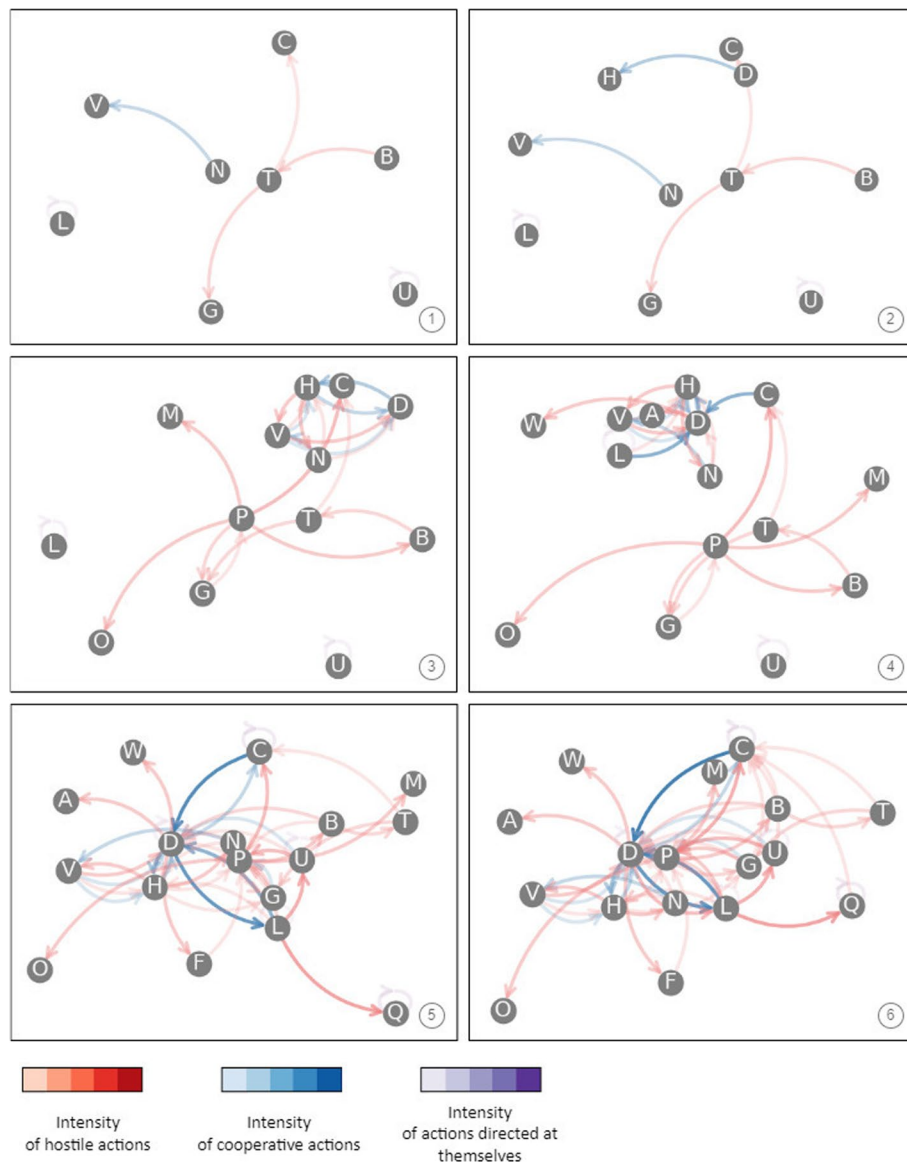 C
V
N
B
T
L
U
G
1
C
D
H
V
T
B
N
L
U
G
2
H
C
D
M
V
N
P
T
B
L
G
O
U
3
H
C
V
A
D
W
L
N
M
T
P
B
G
O
U
4
W
C
M
A
B
T
D
N
P
U
V
H
G
L
O
F
Q
5
C
W
M
B
A
T
D
P
U
G
V
H
N
L
Q
F
O
6
Intensity
of hostile actions
Intensity
of cooperative actions
Intensity
of actions directed at
themselves